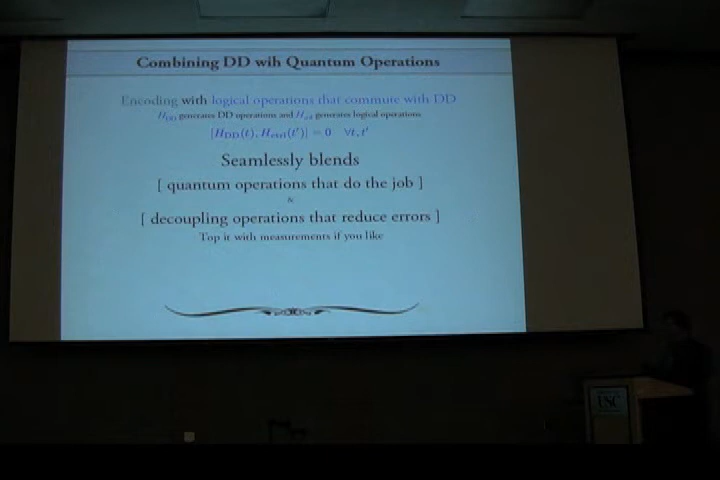 Combining DD wih Quantum Operations
Encoding with logical operations that commute with DD
H_DD generates DD operations and H_ctrl generates logical operations
[H_DD(t), H_ctrl(t′)] = 0 ∀t, t′
Seamlessly blends
[ quantum operations that do the job ]
&
[ decoupling operations that reduce errors ]
Top it with measurements if you like
USC